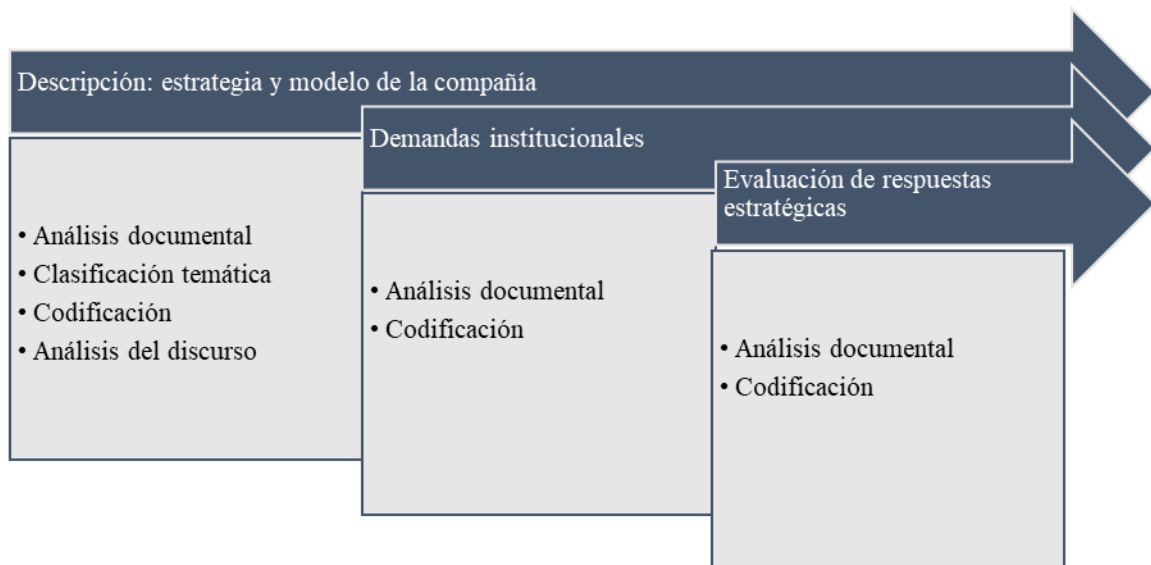 Descripción: estrategia y modelo de la compañía
• Análisis documental
• Clasificación temática
• Codificación
• Análisis del discurso
Demandas institucionales
• Análisis documental
• Codificación
Evaluación de respuestas
estratégicas
• Análisis documental
• Codificación